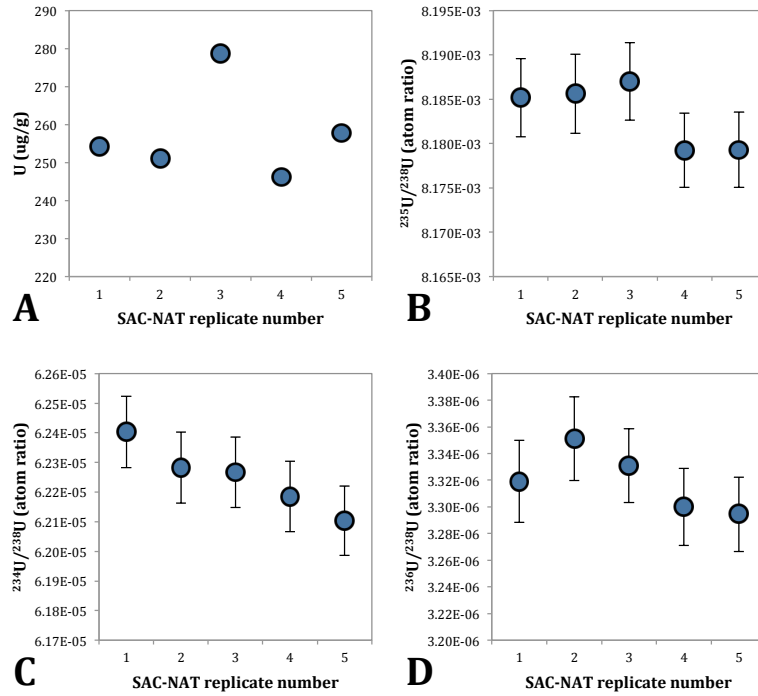 290
280
270
260
250
240
230
220
U (ug/g)
1 2 3 4 5
SAC-NAT replicate number
A
8.195E-03
8.190E-03
8.185E-03
8.180E-03
8.175E-03
8.170E-03
8.165E-03
²³⁵U/²³⁸U (atom ratio)
1 2 3 4 5
SAC-NAT replicate number
B
6.26E-05
6.25E-05
6.24E-05
6.23E-05
6.22E-05
6.21E-05
6.20E-05
6.19E-05
6.18E-05
6.17E-05
²³⁴U/²³⁸U (atom ratio)
1 2 3 4 5
SAC-NAT replicate number
C
3.40E-06
3.38E-06
3.36E-06
3.34E-06
3.32E-06
3.30E-06
3.28E-06
3.26E-06
3.24E-06
3.22E-06
3.20E-06
²³⁶U/²³⁸U (atom ratio)
1 2 3 4 5
SAC-NAT replicate number
D